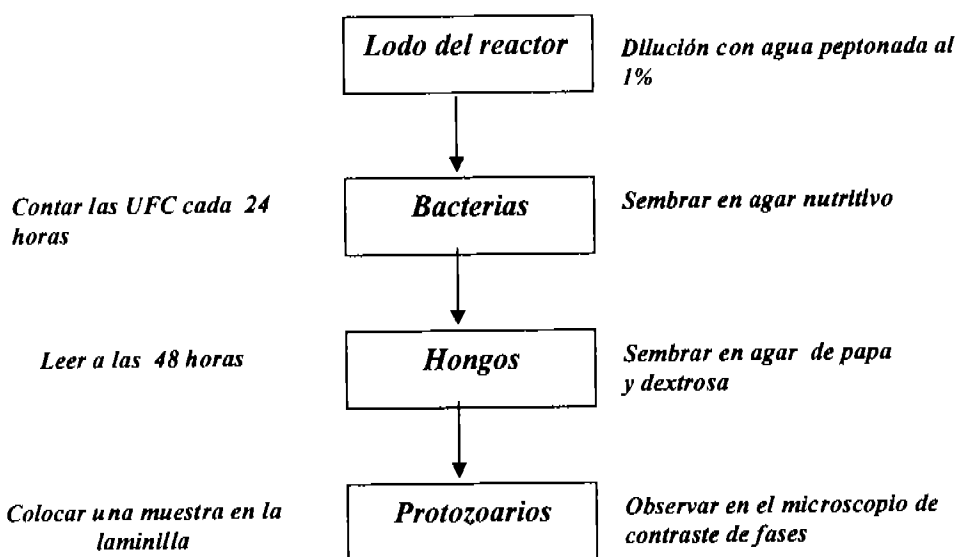 Lodo del reactor
Dilución con agua peptonada al
1%
Contar las UFC cada 24
horas
Bacterias
Sembrar en agar nutritivo
Leer a las 48 horas
Hongos
Sembrar en agar de papa
y dextrosa
Colocar una muestra en la
laminilla
Protozoarios
Observar en el microscopio de
contraste de fases